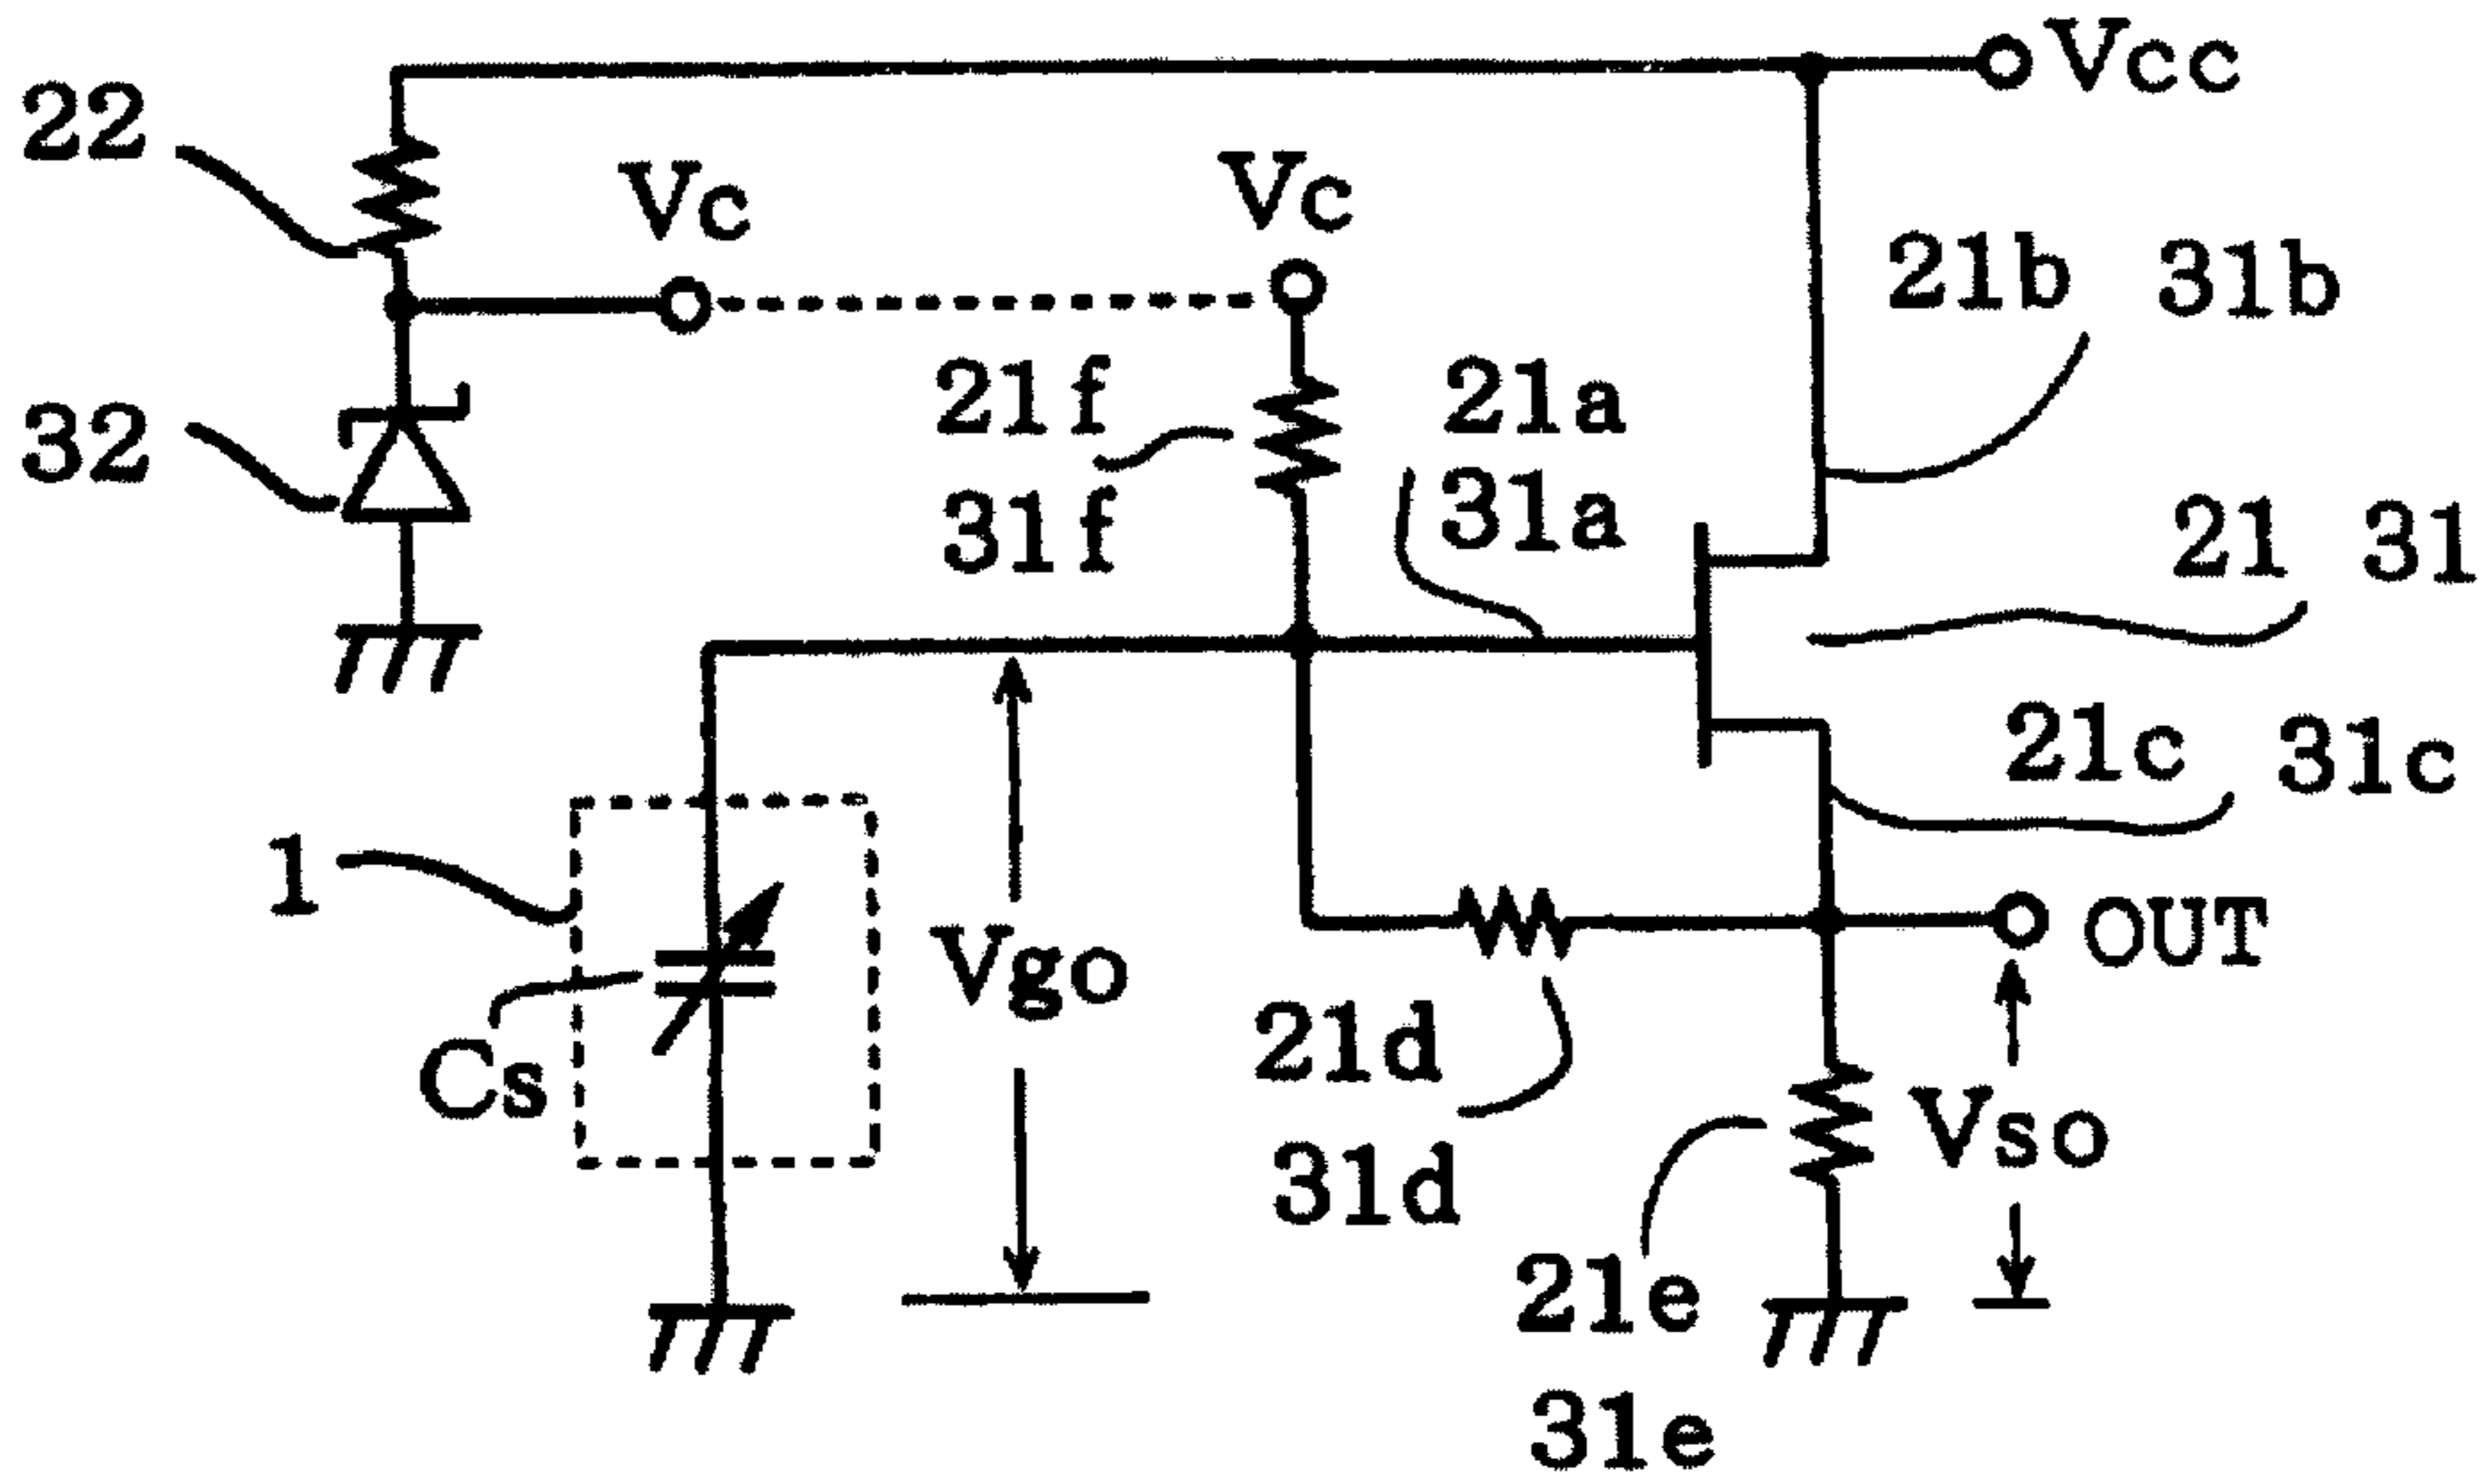 Vcc
22
Vc
Vc
21b 31b
21f
21a
32
31f
31a
21 31
21c 31c
1
Vgo
OUT
Cs
21d
Vso
31d
21e
31e